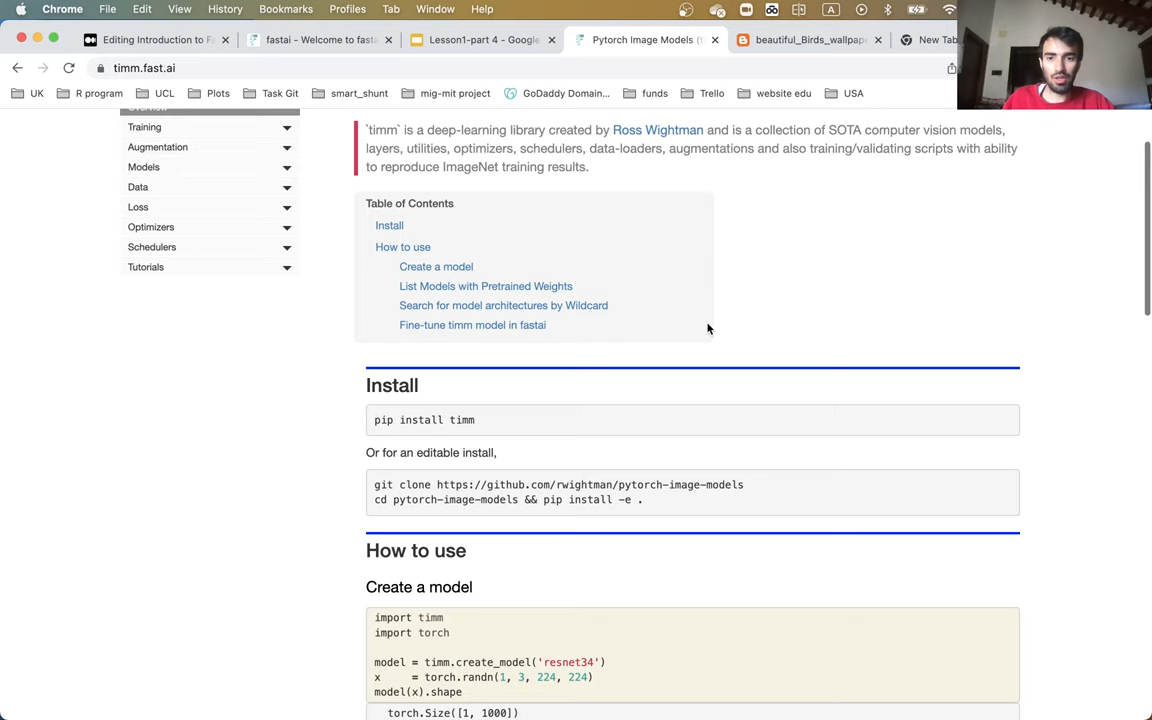 Chrome File Edit View History Bookmarks Profiles Tab Window Help
Editing Introduction to Fa
fastai - Welcome to fasta
Lesson1-part 4 - Google
Pytorch Image Models (t
beautiful_Birds_wallpape
New Tab
timm.fast.ai
UK R program UCL Plots Task Git smart_shunt mig-mit project GoDaddy Domain... funds Trello website edu USA
Overview
Training
Augmentation
Models
Data
Loss
Optimizers
Schedulers
Tutorials
`timm` is a deep-learning library created by Ross Wightman and is a collection of SOTA computer vision models,
layers, utilities, optimizers, schedulers, data-loaders, augmentations and also training/validating scripts with ability
to reproduce ImageNet training results.
Table of Contents
Install
How to use
Create a model
List Models with Pretrained Weights
Search for model architectures by Wildcard
Fine-tune timm model in fastai
Install
pip install timm
Or for an editable install,
git clone https://github.com/rwightman/pytorch-image-models
cd pytorch-image-models && pip install -e .
How to use
Create a model
import timm
import torch
model = timm.create_model('resnet34')
x = torch.randn(1, 3, 224, 224)
model(x).shape
torch.Size([1, 1000])